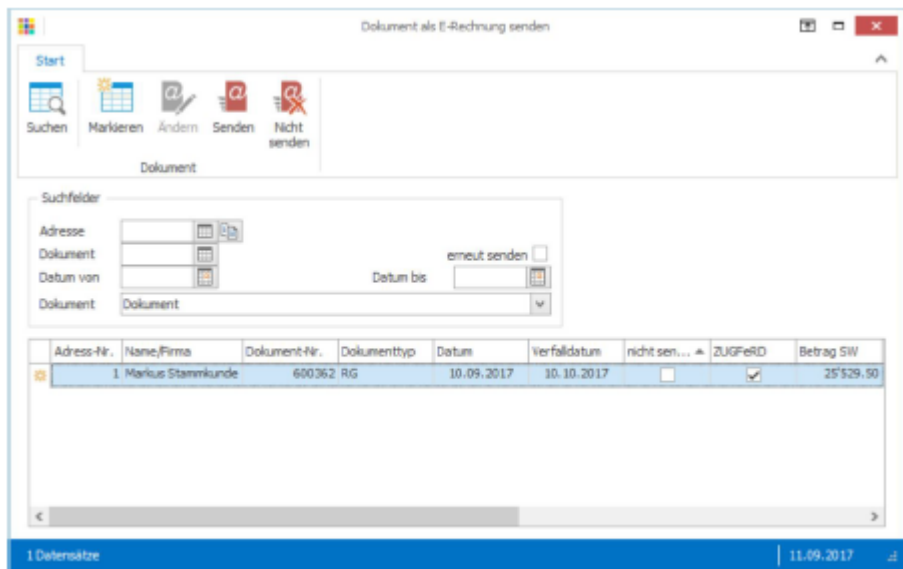 Dokument als E-Rechnung senden
Start
Suchen Markieren Ändern Senden Nicht senden
Dokument
Suchfelder
Adresse
Dokument erneut senden
Datum von Datum bis
Dokument Dokument
Adress-Nr. Name/Firma Dokument-Nr. Dokumenttyp Datum Verfalldatum nicht sen... ZUGFeRD Betrag SW
1 Markus Stammkunde 600362 RG 10.09.2017 10.10.2017 25'529.50
1 Datensätze 11.09.2017